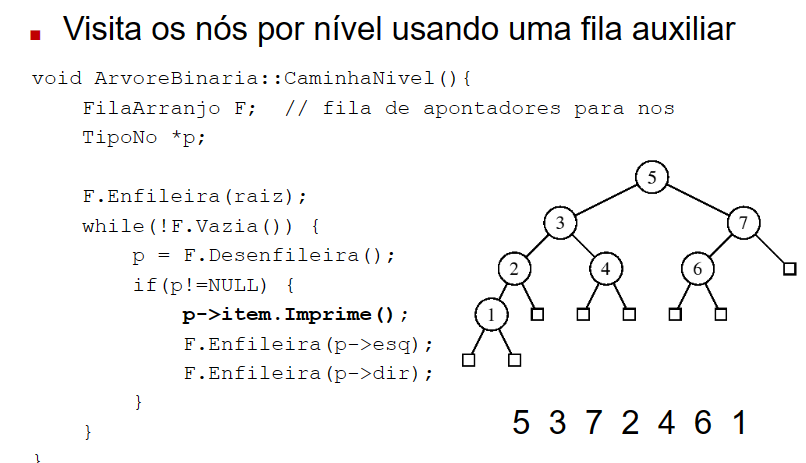 Visita os nós por nível usando uma fila auxiliar
void ArvoreBinaria::CaminhaNivel(){
FilaArranjo F;  // fila de apontadores para nos
TipoNo *p;
F.Enfileira(raiz);
while(!F.Vazia()) {
p = F.Desenfileira();
if(p!=NULL) {
p->item.Imprime();
F.Enfileira(p->esq);
F.Enfileira(p->dir);
}
}
}
5
3
7
2
4
6
1
5 3 7 2 4 6 1